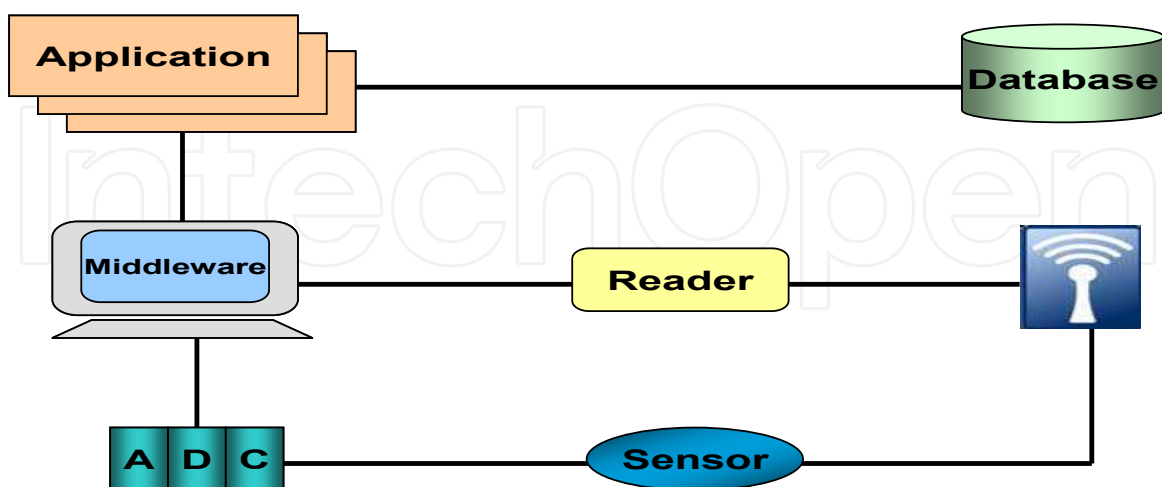 Application
Database
IntechOpen
Middleware
Reader
A D C
Sensor